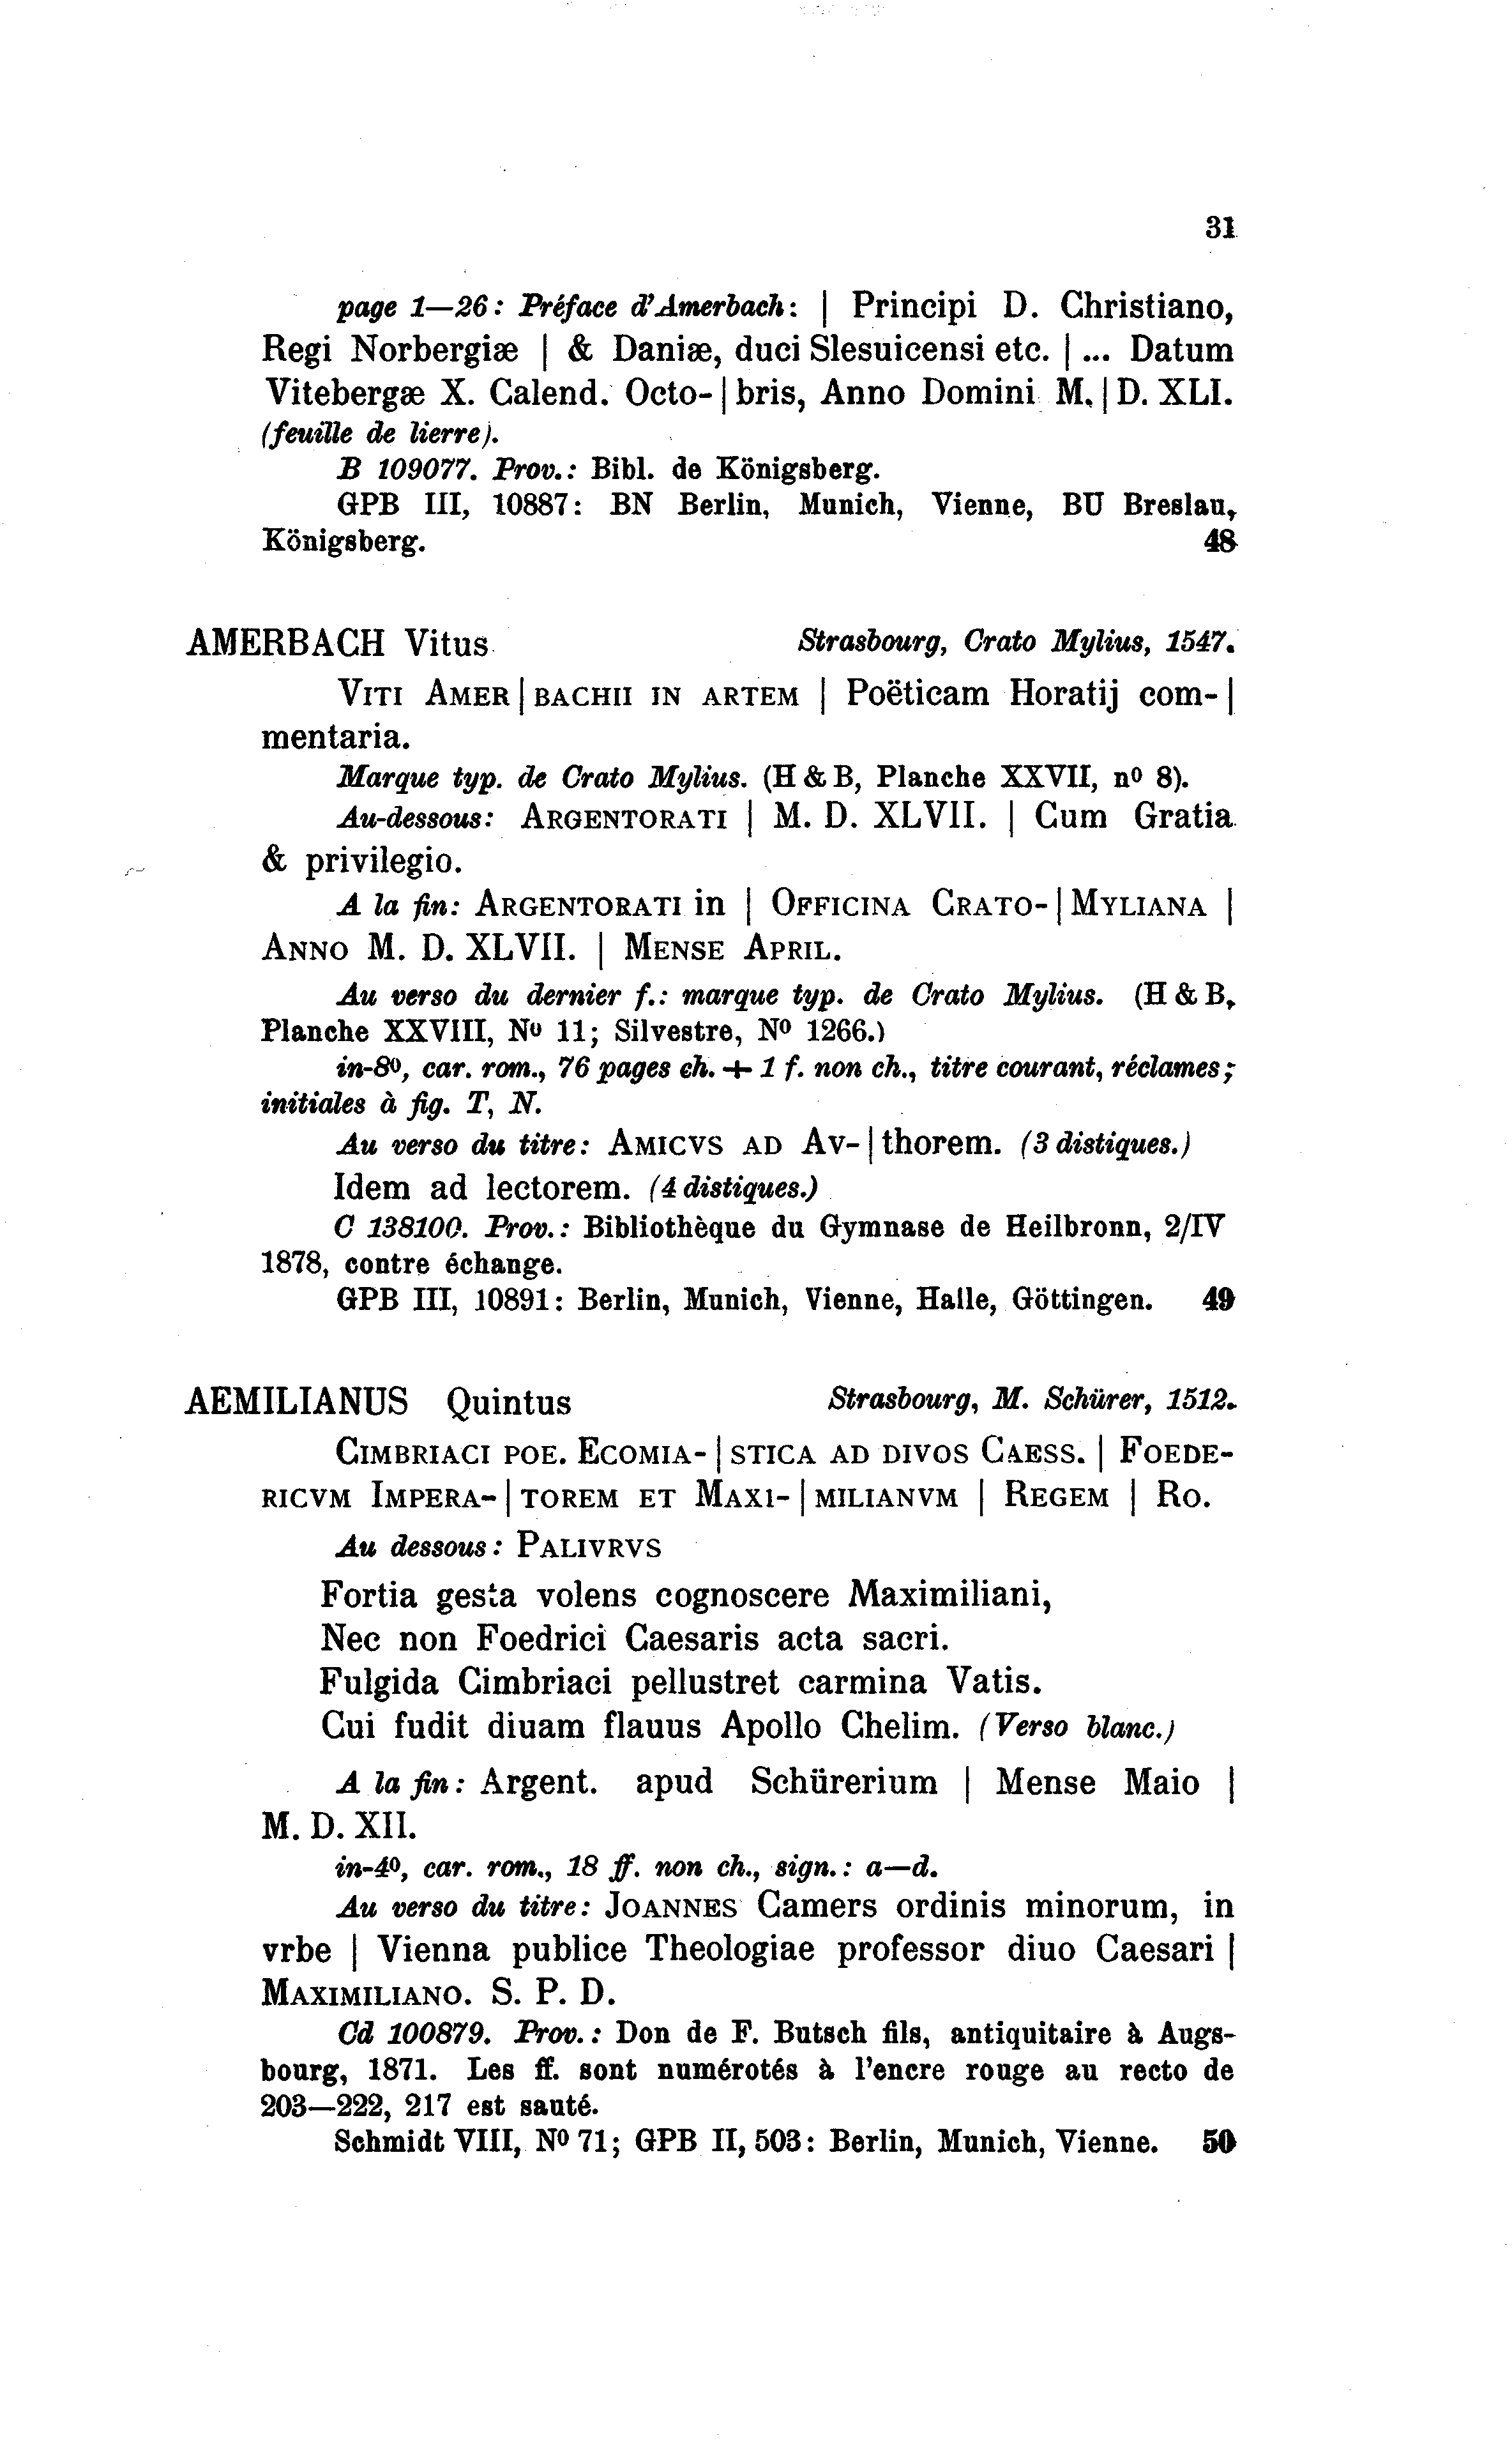 31
page 1—26: Préface d'Amerbach: | Principi D. Christiano,
Regi Norbergiæ | & Daniæ, duci Slesuicensi etc. | ... Datum
Vitebergæ X. Calend. Octo- | bris, Anno Domini M. | D. XLI.
(feuille de lierre).
B 109077. Prov.: Bibl. de Königsberg.
GPB III, 10887: BN Berlin, Munich, Vienne, BU Breslau,
Königsberg. 48
AMERBACH Vitus Strasbourg, Crato Mylius, 1547.
VITI AMER | BACHII IN ARTEM | Poëticam Horatij com- |
mentaria.
Marque typ. de Crato Mylius. (H & B, Planche XXVII, nº 8).
Au-dessous: ARGENTORATI | M. D. XLVII. | Cum Gratia
& privilegio.
A la fin: ARGENTORATI in | OFFICINA CRATO- | MYLIANA |
ANNO M. D. XLVII. | MENSE APRIL.
Au verso du dernier f.: marque typ. de Crato Mylius. (H & B,
Planche XXVIII, Nº 11; Silvestre, Nº 1266.)
in-8º, car. rom., 76 pages ch. + 1 f. non ch., titre courant, réclames;
initiales à fig. T, N.
Au verso du titre: AMICVS AD AV- | thorem. (3 distiques.)
Idem ad lectorem. (4 distiques.)
C 138100. Prov.: Bibliothèque du Gymnase de Heilbronn, 2/IV
1878, contre échange.
GPB III, 10891: Berlin, Munich, Vienne, Halle, Göttingen. 49
AEMILIANUS Quintus Strasbourg, M. Schürer, 1512.
CIMBRIACI POE. ECOMIA- | STICA AD DIVOS CAESS. | FOEDE-
RICVM IMPERA- | TOREM ET MAXI- | MILIANVM | REGEM | RO.
Au dessous: PALIVRVS
Fortia gesta volens cognoscere Maximiliani,
Nec non Foedrici Caesaris acta sacri.
Fulgida Cimbriaci pellustret carmina Vatis.
Cui fudit diuam flauus Apollo Chelim. (Verso blanc.)
A la fin: Argent. apud Schürerium | Mense Maio |
M. D. XII.
in-4º, car. rom., 18 ff. non ch., sign.: a—d.
Au verso du titre: JOANNES Camers ordinis minorum, in
vrbe | Vienna publice Theologiae professor diuo Caesari |
MAXIMILIANO. S. P. D.
Cd 100879. Prov.: Don de F. Butsch fils, antiquitaire à Augs-
bourg, 1871. Les ff. sont numérotés à l'encre rouge au recto de
203—222, 217 est sauté.
Schmidt VIII, Nº 71; GPB II, 503: Berlin, Munich, Vienne. 50